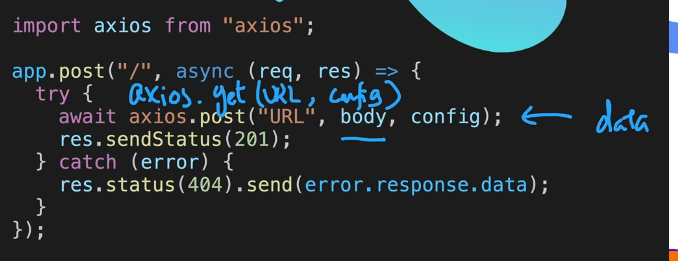 import axios from "axios";
app.post("/", async (req, res) => {
try {
axios.get(URL, config)
await axios.post("URL", body, config);
data
res.sendStatus(201);
} catch (error) {
res.status(404).send(error.response.data);
}
});